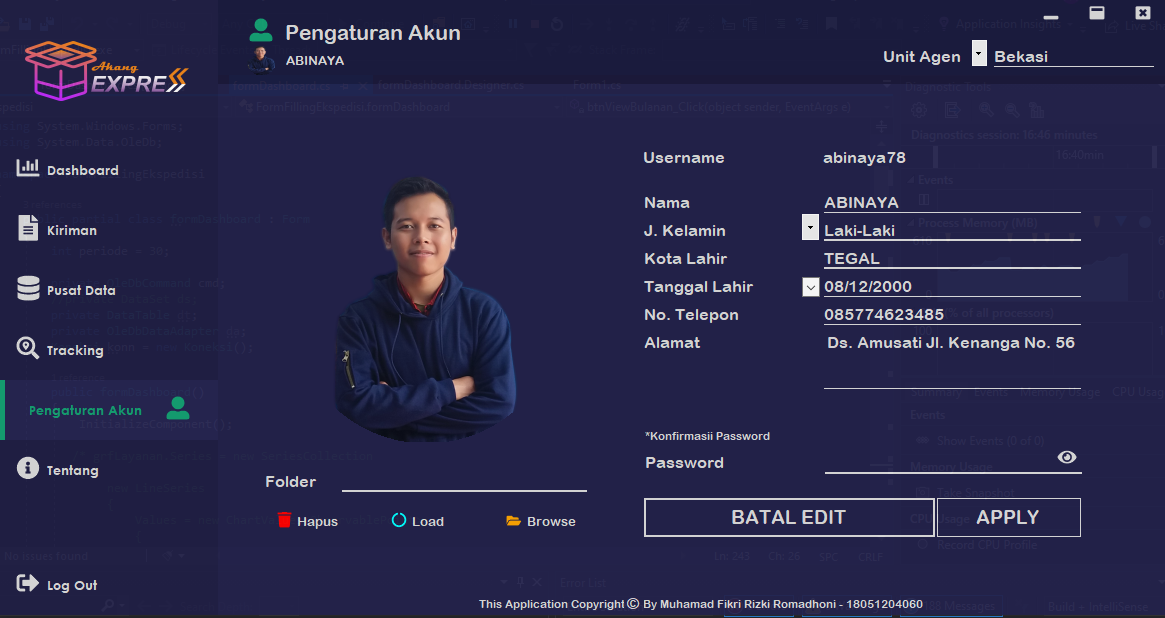 Akang
EXPRESS
Pengaturan Akun
ABINAYA
Unit Agen Bekasi
Dashboard
Kiriman
Pusat Data
Tracking
Pengaturan Akun
Tentang
Log Out
Username abinaya78
Nama ABINAYA
J. Kelamin Laki-Laki
Kota Lahir TEGAL
Tanggal Lahir 08/12/2000
No. Telepon 085774623485
Alamat Ds. Amusati Jl. Kenanga No. 56
*Konfirmasii Password
Password
Folder
Hapus Load Browse
BATAL EDIT APPLY
This Application Copyright © By Muhamad Fikri Rizki Romadhoni - 18051204060